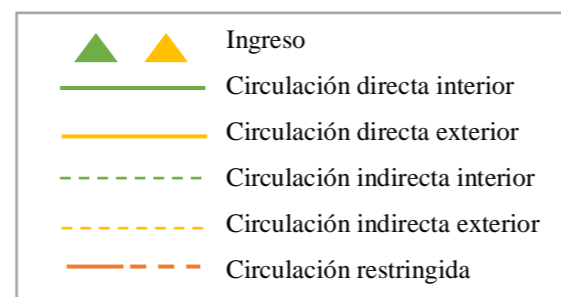 Ingreso
Circulación directa interior
Circulación directa exterior
Circulación indirecta interior
Circulación indirecta exterior
Circulación restringida